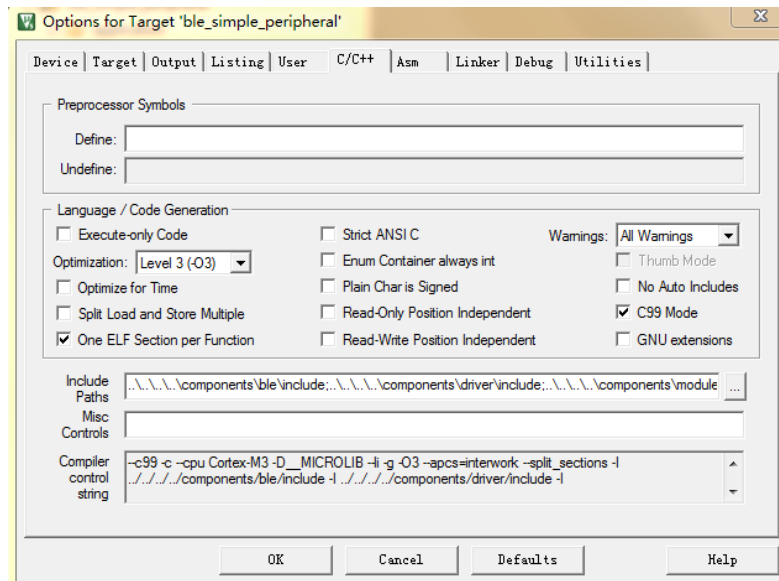 Options for Target 'ble_simple_peripheral'
Device Target Output Listing User C/C++ Asm Linker Debug Utilities
Preprocessor Symbols
Define:
Undefine:
Language / Code Generation
Execute-only Code Strict ANSI C Warnings: All Warnings
Optimization: Level 3 (-O3) Enum Container always int Thumb Mode
Optimize for Time Plain Char is Signed No Auto Includes
Split Load and Store Multiple Read-Only Position Independent C99 Mode
One ELF Section per Function Read-Write Position Independent GNU extensions
Include Paths ..\..\..\..\components\ble\include;..\..\..\..\components\driver\include;..\..\..\..\components\module ...
Misc Controls
Compiler control string --c99 -c --cpu Cortex-M3 -D__MICROLIB --li -g -O3 --apcs=interwork --split_sections -I
../../../../components/ble/include -I ../../../../components/driver/include -I
OK Cancel Defaults Help